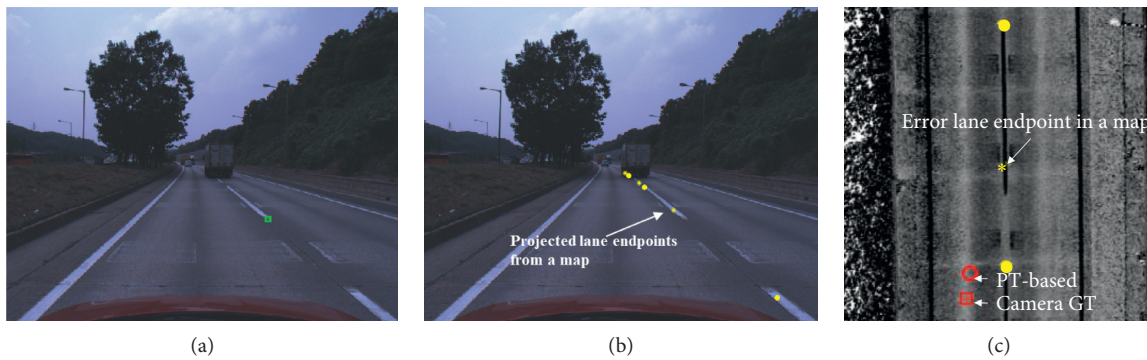 Projected lane endpoints
from a map
Error lane endpoint in a map
PT-based
Camera GT
(a)
(b)
(c)